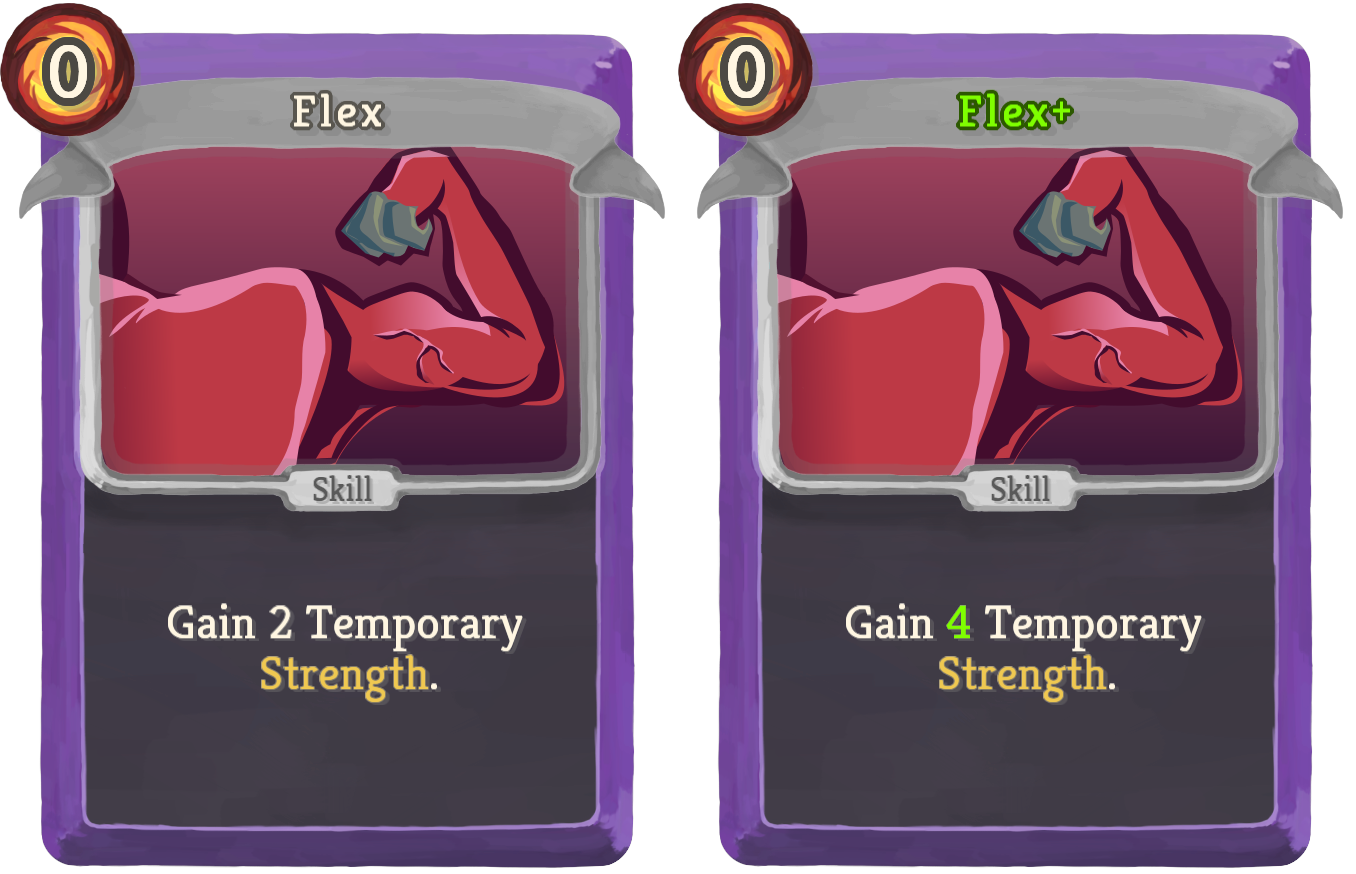 0
Flex
Skill
Gain 2 Temporary
Strength.
0
Flex+
Skill
Gain 4 Temporary
Strength.